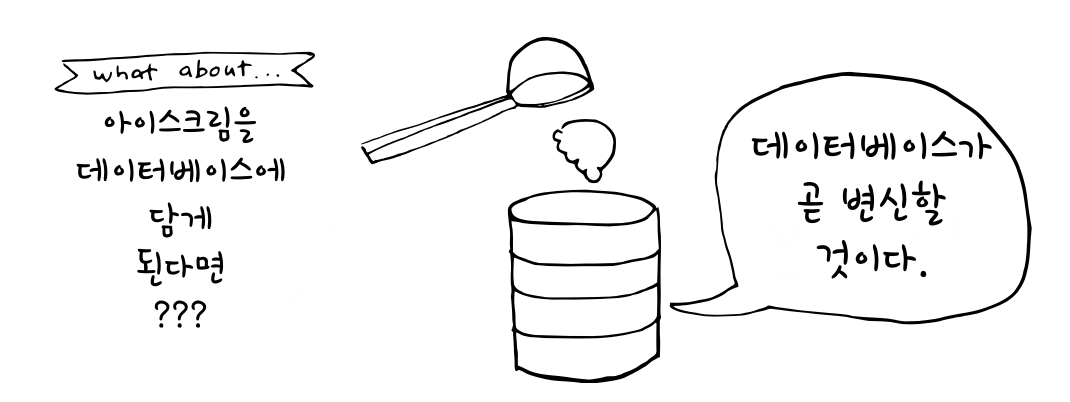 what about...
아이스크림을
데이터베이스에
담게
된다면
???
데이터베이스가
곧 변신할
것이다.